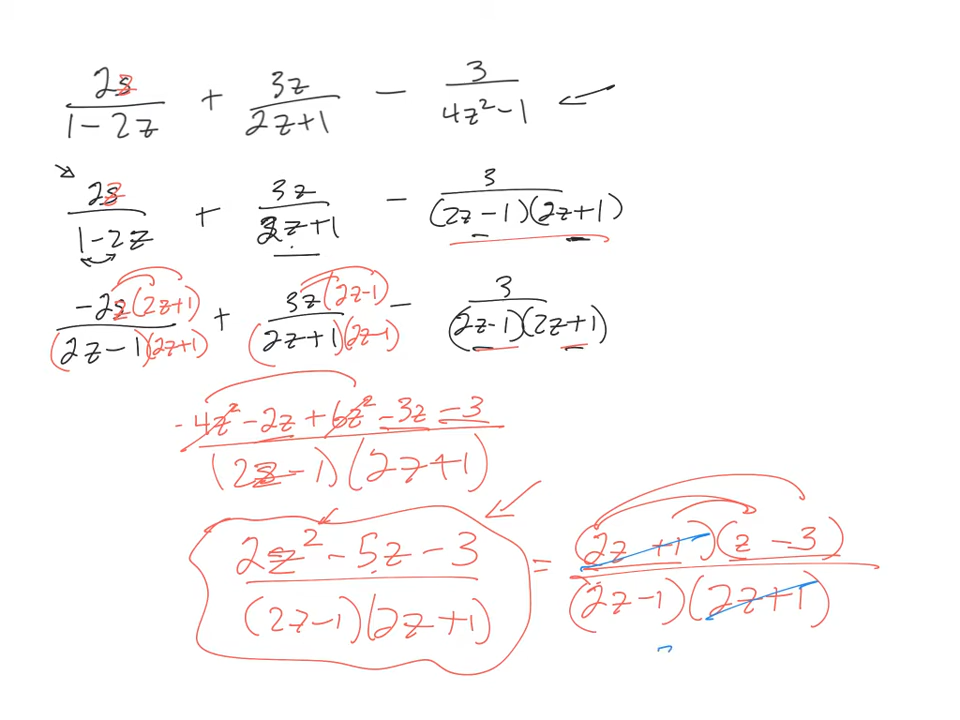 2z/(1 - 2z) + 3z/(2z+1) - 3/(4z² - 1)
2z/(1 - 2z) + 3z/(2z+1) - 3/((2z - 1)(2z + 1))
-2z(2z+1)/((2z - 1)(2z+1)) + 3z(2z-1)/((2z+1)(2z-1)) - 3/((2z-1)(2z+1))
(-4z² - 2z + 6z² - 3z - 3)/((2z - 1)(2z+1))
(2z² - 5z - 3)/((2z-1)(2z+1)) = (2z + 1)(z - 3)/((2z-1)(2z+1))